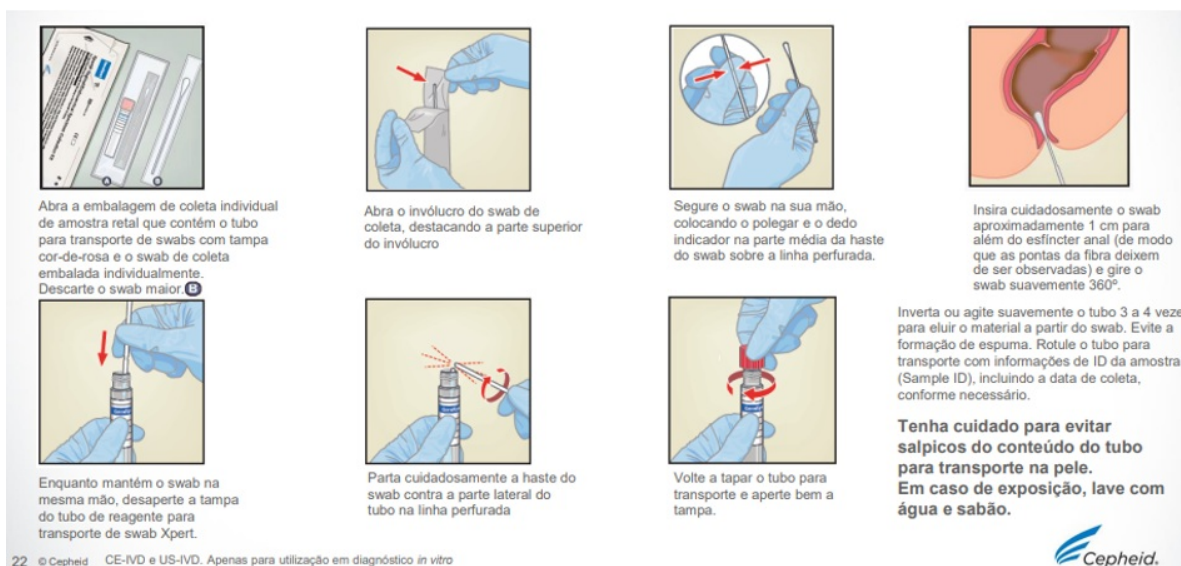 Abra a embalagem de coleta individual
de amostra retal que contém o tubo
para transporte de swabs com tampa
cor-de-rosa e o swab de coleta
embalada individualmente.
Descarte o swab maior. B
Abra o invólucro do swab de
coleta, destacando a parte superior
do invólucro
Segure o swab na sua mão,
colocando o polegar e o dedo
indicador na parte média da haste
do swab sobre a linha perfurada.
Insira cuidadosamente o swab
aproximadamente 1 cm para
além do esfíncter anal (de modo
que as pontas da fibra deixem
de ser observadas) e gire o
swab suavemente 360º.
Enquanto mantém o swab na
mesma mão, desaperte a tampa
do tubo de reagente para
transporte de swab Xpert.
Parta cuidadosamente a haste do
swab contra a parte lateral do
tubo na linha perfurada
Volte a tapar o tubo para
transporte e aperte bem a
tampa.
Inverta ou agite suavemente o tubo 3 a 4 veze
para eluir o material a partir do swab. Evite a
formação de espuma. Rotule o tubo para
transporte com informações de ID da amostra
(Sample ID), incluindo a data de coleta,
conforme necessário.
Tenha cuidado para evitar
salpicos do conteúdo do tubo
para transporte na pele.
Em caso de exposição, lave com
água e sabão.
22 © Cepheid CE-IVD e US-IVD. Apenas para utilização em diagnóstico in vitro
Cepheid.
A
B